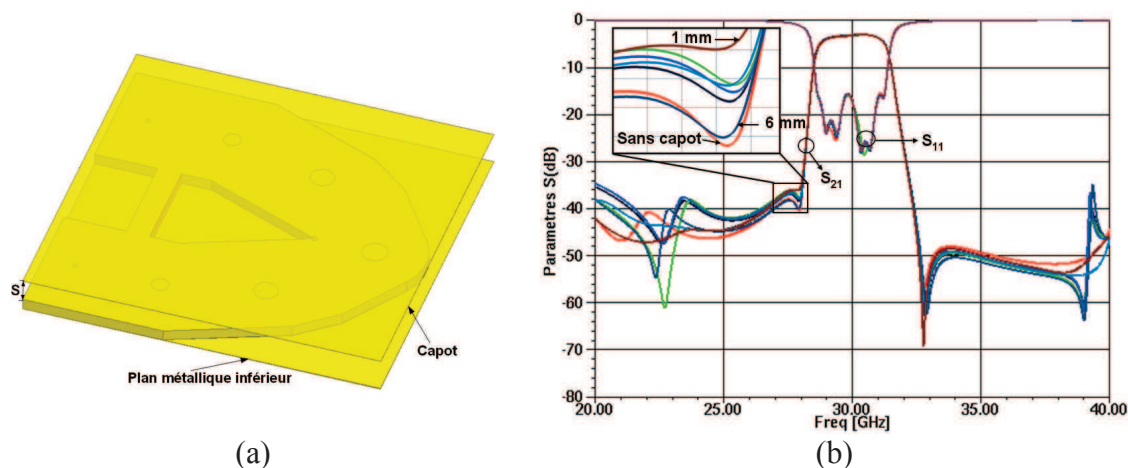 S
Capot
Plan métallique inférieur
(a)
Parametres S(dB)
0
-10
-20
-30
-40
-50
-60
-70
-80
20.00
25.00
30.00
35.00
40.00
Freq [GHz]
1 mm
6 mm
Sans capot
S21
S11
(b)